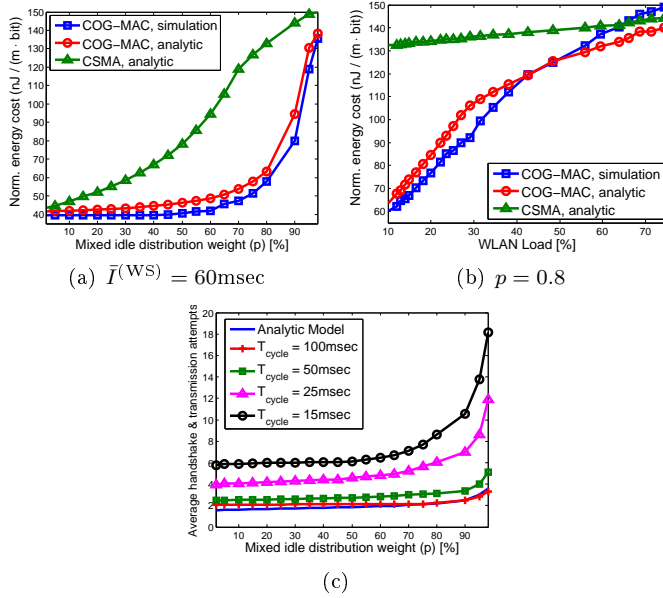 Norm. energy cost (nJ / (m · bit))
150
140
130
120
110
100
90
80
70
60
50
40
COG−MAC, simulation
COG−MAC, analytic
CSMA, analytic
10 20 30 40 50 60 70 80 90
Mixed idle distribution weight (p) [%]
(a) Ī(WS) = 60msec
Norm. energy cost (nJ / (m · bit))
150
140
130
120
110
100
90
80
70
60
COG−MAC, simulation
COG−MAC, analytic
CSMA, analytic
10 20 30 40 50 60 70
WLAN Load [%]
(b) p = 0.8
Average handshake & transmission attempts
20
18
16
14
12
10
8
6
4
2
0
Analytic Model
Tcycle = 100msec
Tcycle = 50msec
Tcycle = 25msec
Tcycle = 15msec
10 20 30 40 50 60 70 80 90
Mixed idle distribution weight (p) [%]
(c)